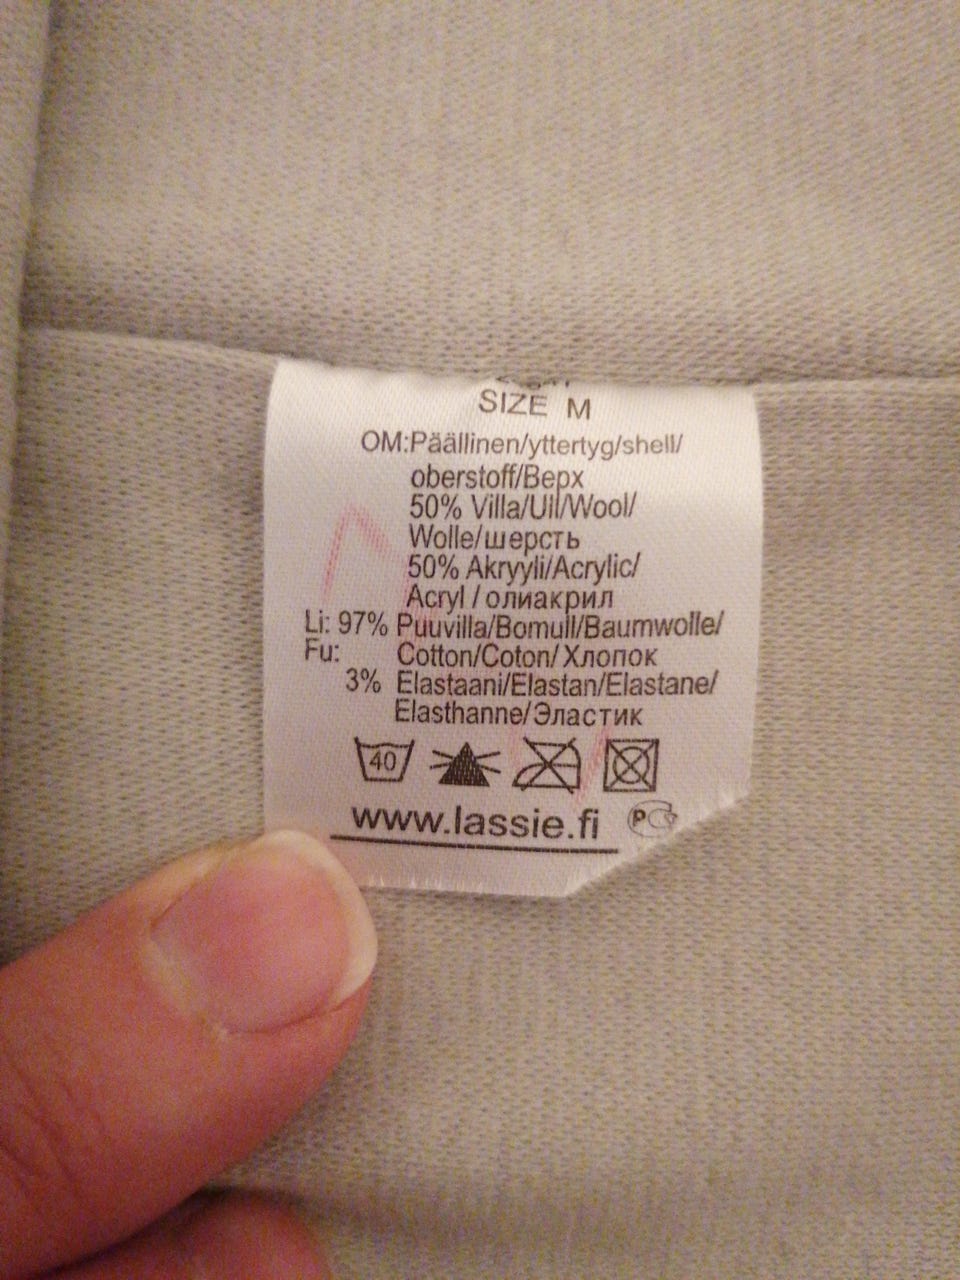 SIZE M
OM:Päällinen/yttertyg/shell/
oberstoff/Верх
50% Villa/Ull/Wool/
Wolle/шерсть
50% Akryyli/Acrylic/
Acryl / олиакрил
Li: 97% Puuvilla/Bomull/Baumwolle/
Fu: Cotton/Coton/ Хлопок
3% Elastaani/Elastan/Elastane/
Elasthanne/Эластик
40
www.lassie.fi